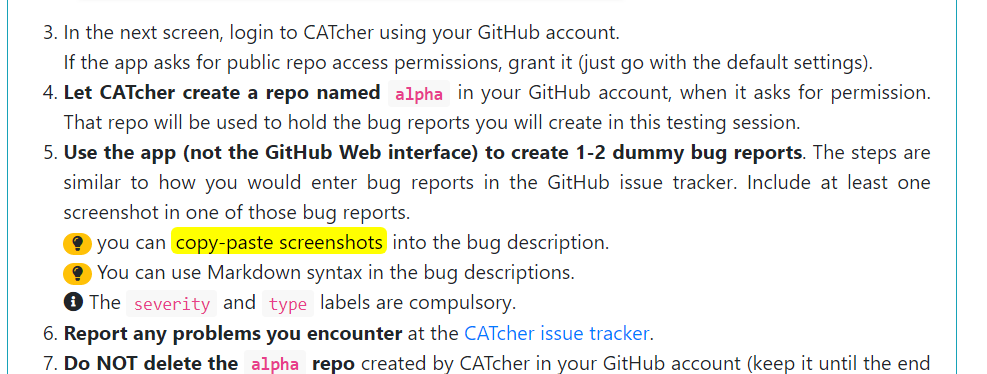 3. In the next screen, login to CATcher using your GitHub account.
If the app asks for public repo access permissions, grant it (just go with the default settings).
4. Let CATcher create a repo named alpha in your GitHub account, when it asks for permission.
That repo will be used to hold the bug reports you will create in this testing session.
5. Use the app (not the GitHub Web interface) to create 1-2 dummy bug reports. The steps are
similar to how you would enter bug reports in the GitHub issue tracker. Include at least one
screenshot in one of those bug reports.
you can copy-paste screenshots into the bug description.
You can use Markdown syntax in the bug descriptions.
The severity and type labels are compulsory.
6. Report any problems you encounter at the CATcher issue tracker.
7. Do NOT delete the alpha repo created by CATcher in your GitHub account (keep it until the end